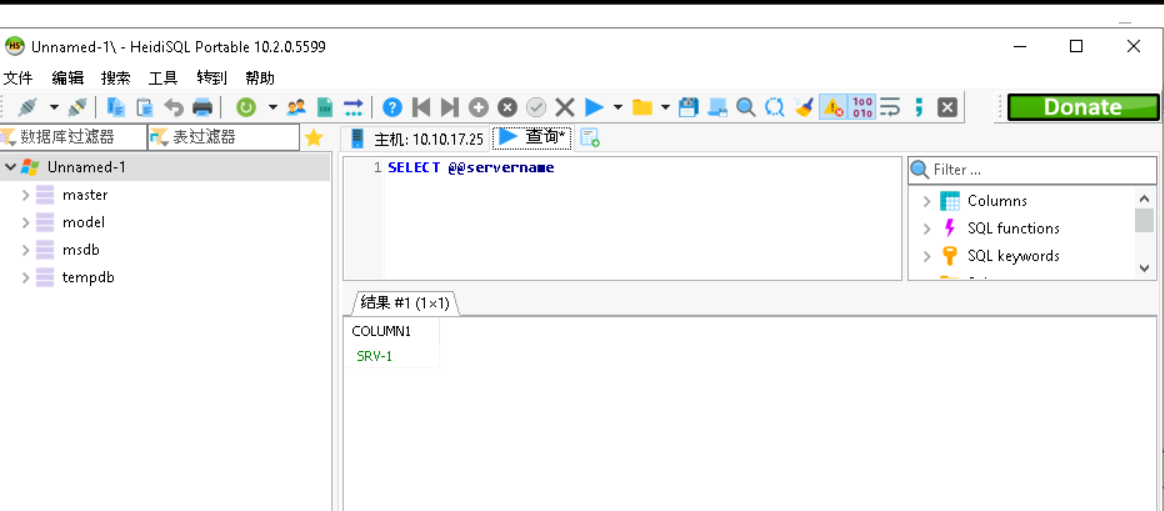 Unnamed-1\ - HeidiSQL Portable 10.2.0.5599
文件 编辑 搜索 工具 转到 帮助
Donate
数据库过滤器 表过滤器 主机: 10.10.17.25 查询*
Unnamed-1
master
model
msdb
tempdb
1 SELECT @@servername
Filter ...
Columns
SQL functions
SQL keywords
结果 #1 (1×1)
COLUMN1
SRV-1